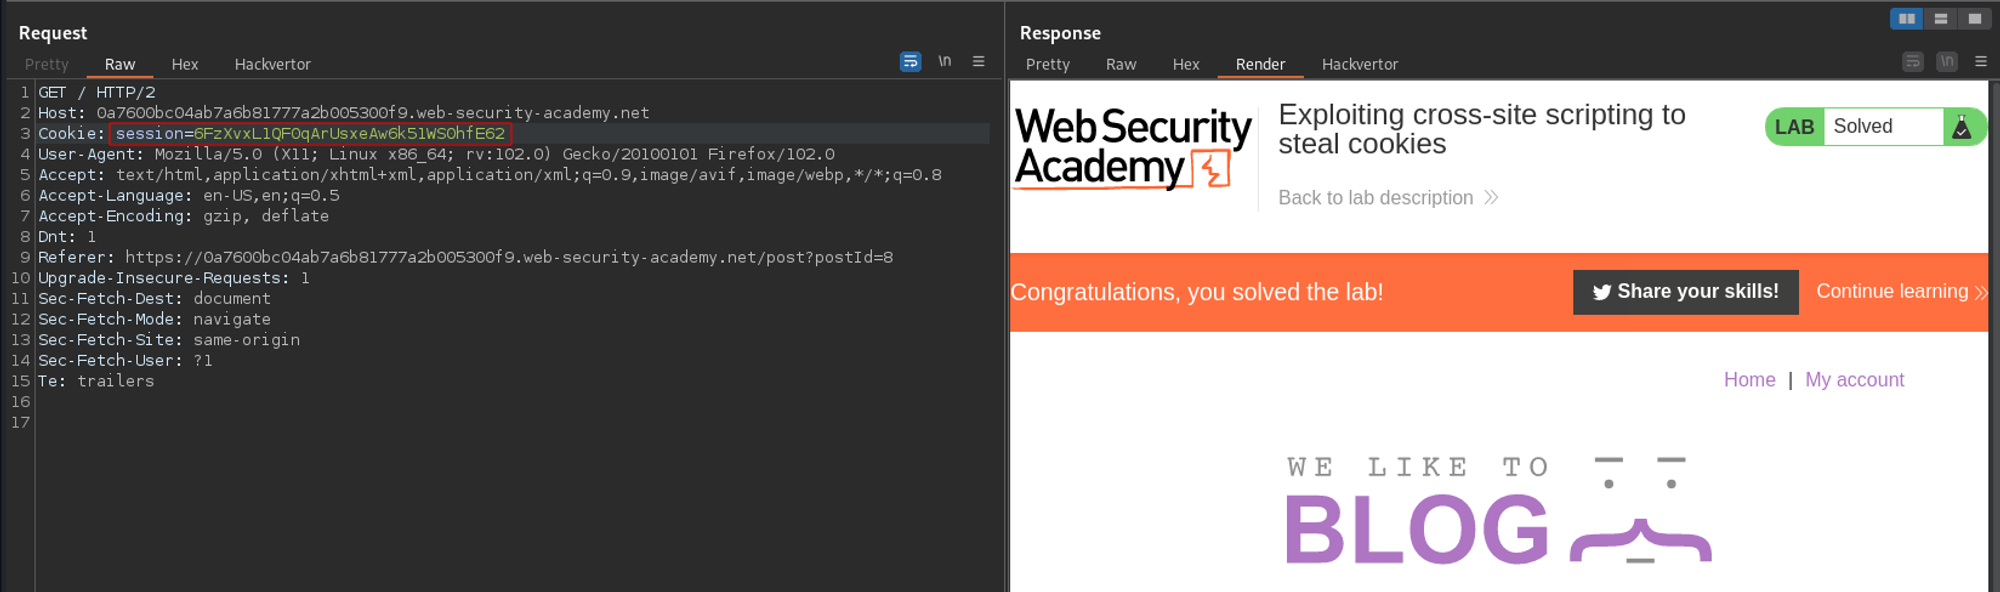 Request
Pretty Raw Hex Hackvertor \n
1 GET / HTTP/2
2 Host: 0a7600bc04ab7a6b81777a2b005300f9.web-security-academy.net
3 Cookie: session=6FzXvxL1QF0qArUsxeAw6k51WS0hfE62
4 User-Agent: Mozilla/5.0 (X11; Linux x86_64; rv:102.0) Gecko/20100101 Firefox/102.0
5 Accept: text/html,application/xhtml+xml,application/xml;q=0.9,image/avif,image/webp,*/*;q=0.8
6 Accept-Language: en-US,en;q=0.5
7 Accept-Encoding: gzip, deflate
8 Dnt: 1
9 Referer: https://0a7600bc04ab7a6b81777a2b005300f9.web-security-academy.net/post?postId=8
10 Upgrade-Insecure-Requests: 1
11 Sec-Fetch-Dest: document
12 Sec-Fetch-Mode: navigate
13 Sec-Fetch-Site: same-origin
14 Sec-Fetch-User: ?1
15 Te: trailers
16
17
Response
Pretty Raw Hex Render Hackvertor \n
Web Security
Academy
Exploiting cross-site scripting to
steal cookies
Back to lab description
LAB Solved
Congratulations, you solved the lab!
Share your skills!
Continue learning
Home | My account
WE LIKE TO
BLOG